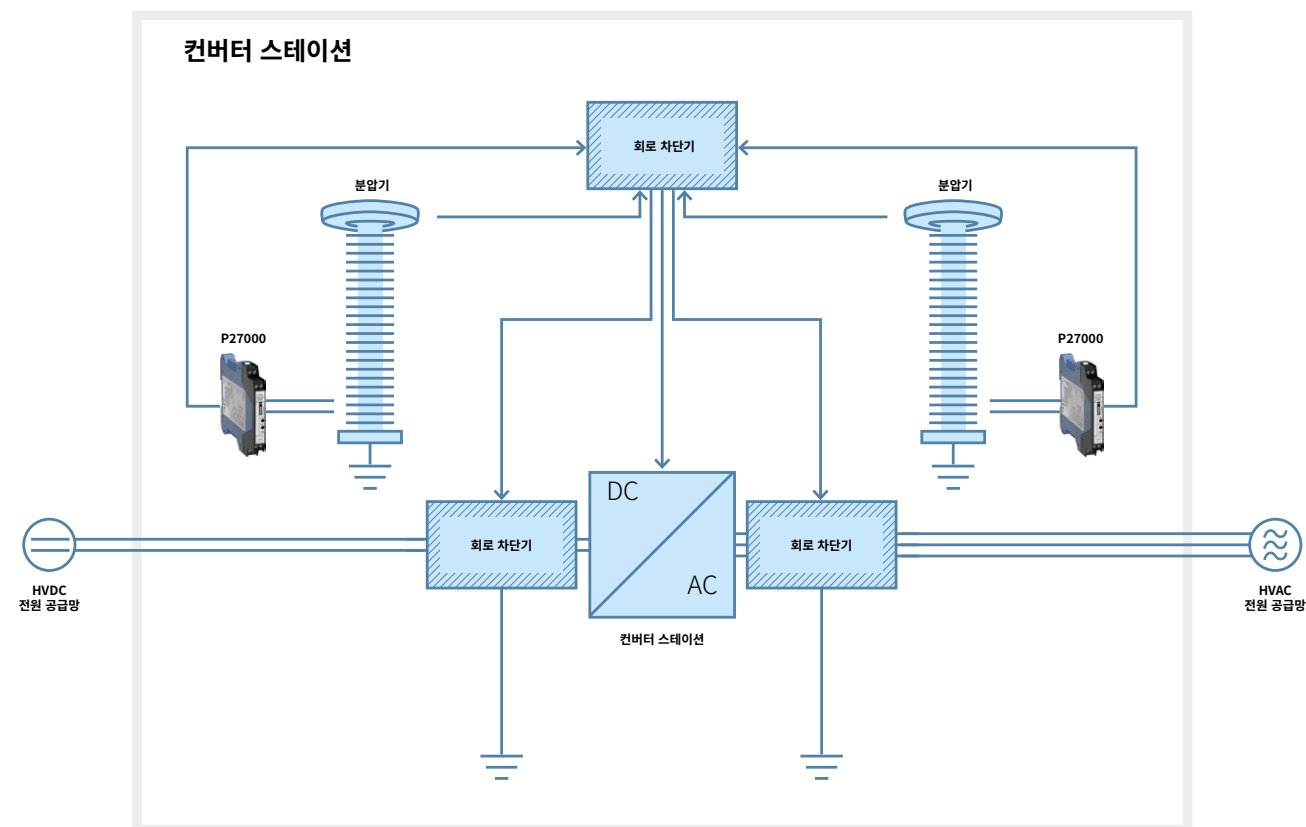 컨버터 스테이션
회로 차단기
분압기
분압기
P27000
P27000
DC
회로 차단기
회로 차단기
AC
HVDC
전원 공급망
HVAC
전원 공급망
컨버터 스테이션